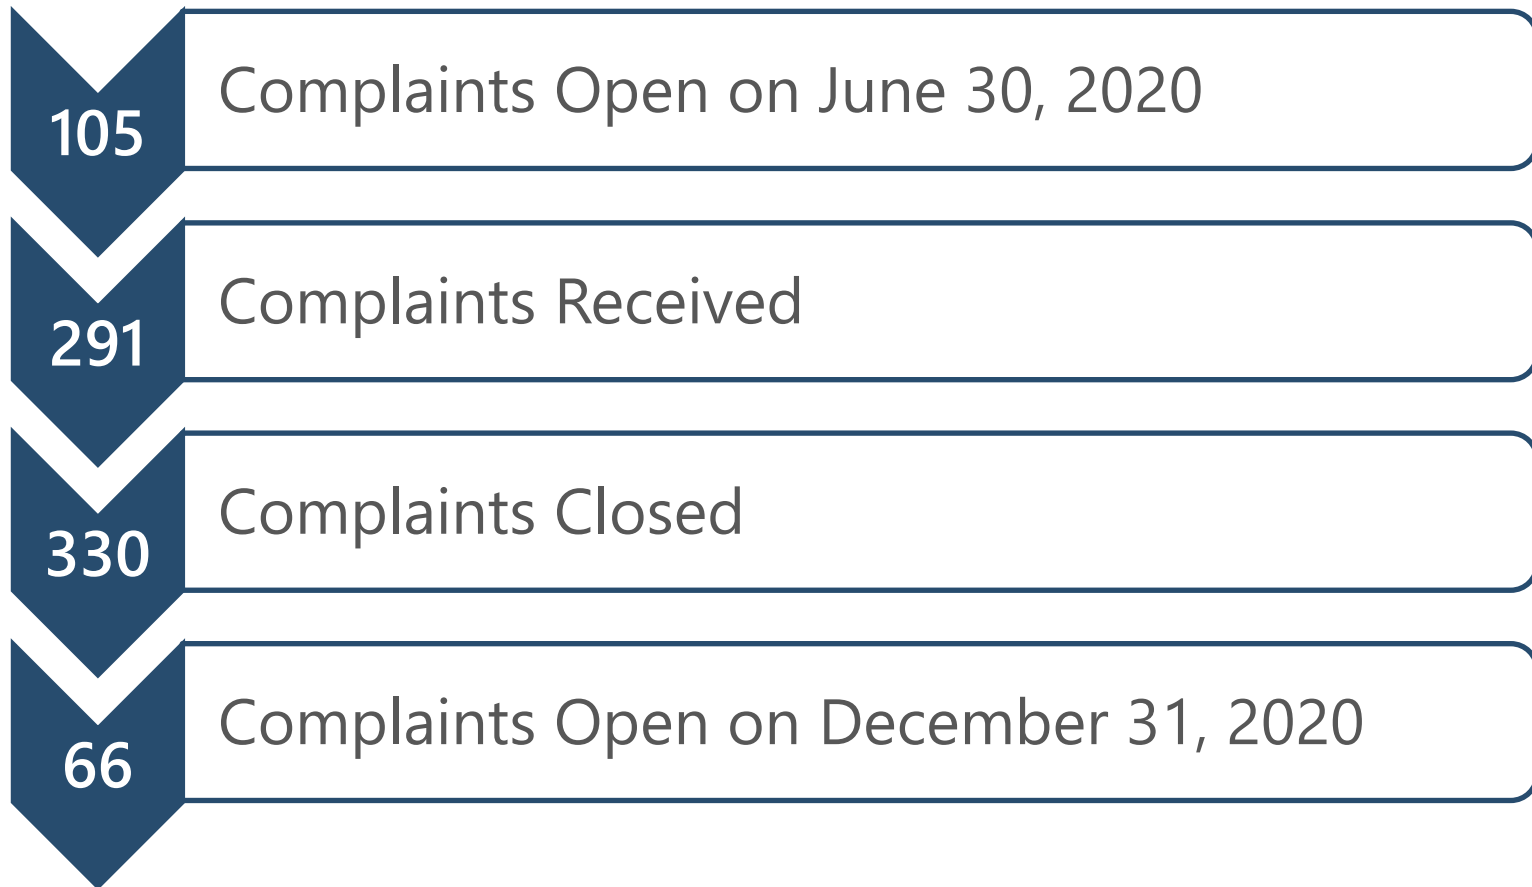 Complaints Open on June 30, 2020
105
Complaints Received
291
Complaints Closed
330
Complaints Open on December 31, 2020
66